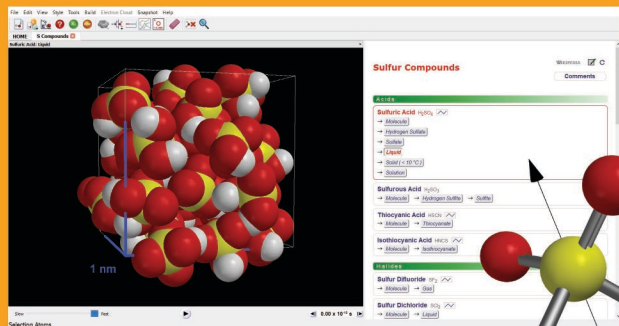 File Edit View Style Tools Build Electron Cloud Snapshot Help
HOME S Compounds
Sulfuric Acid: Liquid
1 nm
Slow Fast 0.00 x 10⁻¹² s
Selecting Atoms
Sulfur Compounds
Comments
Acids
Sulfuric Acid H₂SO₄
→ Molecule
→ Hydrogen Sulfate
→ Sulfate
→ Liquid
→ Solid (< 10 °C)
→ Solution
Sulfurous Acid H₂SO₃
→ Molecule → Hydrogen Sulfite → Sulfite
Thiocyanic Acid HSCN
→ Molecule → Thiocyanate
Isothiocyanic Acid HNCS
→ Molecule → Isothiocyanate
Halides
Sulfur Difluoride SF₂
→ Molecule → Gas
Sulfur Dichloride
→ Molecule → Liquid